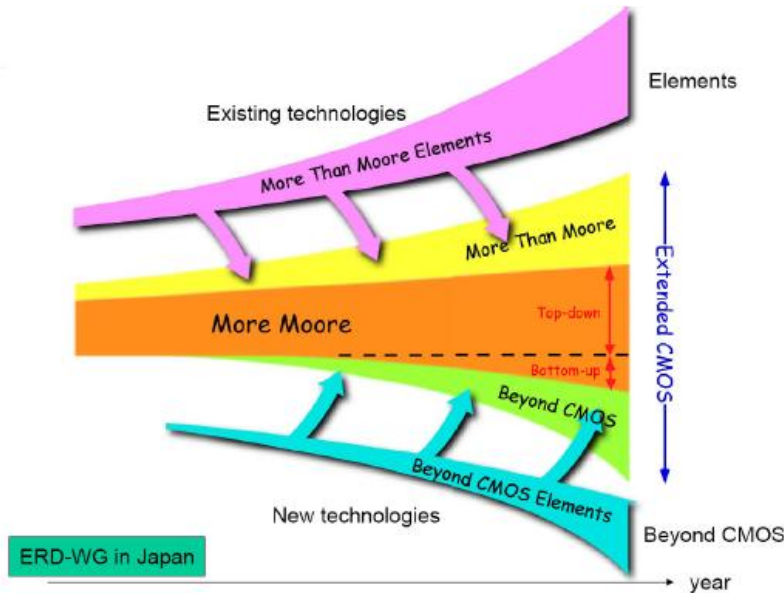 Elements
Existing technologies
More Than Moore Elements
More Than Moore
Extended CMOS
More Moore
Top-down
Bottom-up
Beyond CMOS
Beyond CMOS Elements
New technologies
Beyond CMOS
ERD-WG in Japan
year